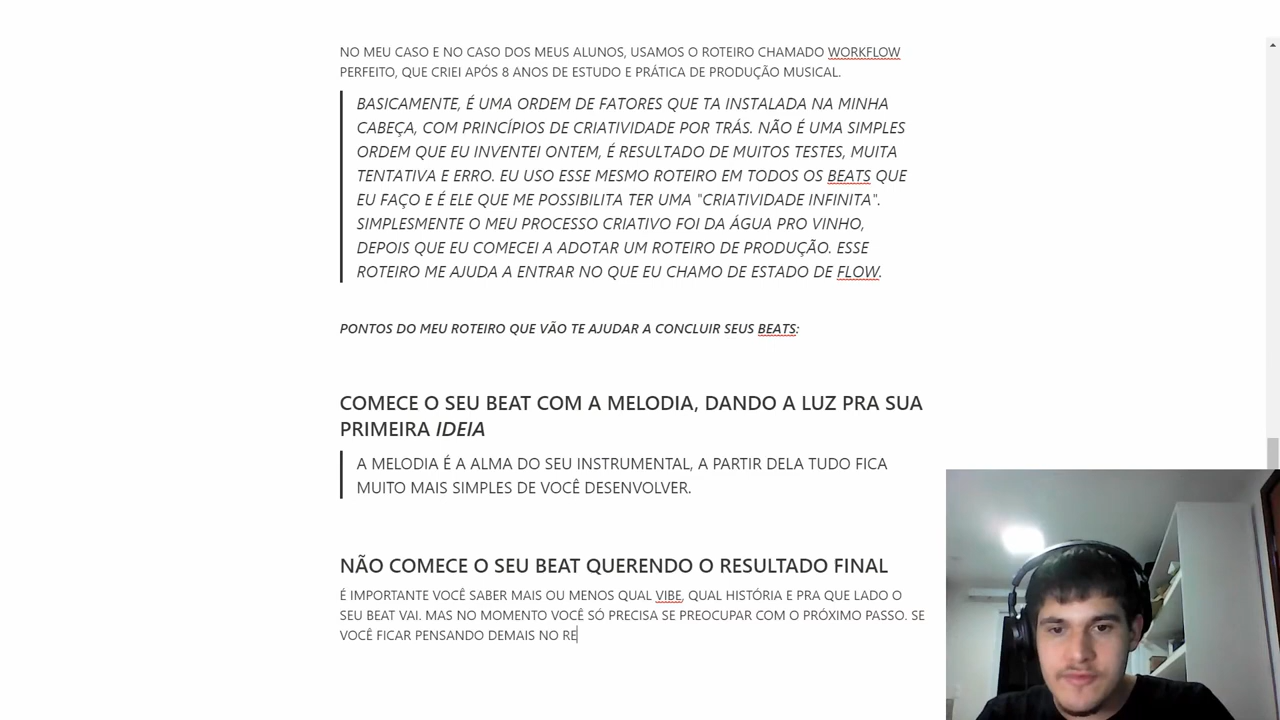 NO MEU CASO E NO CASO DOS MEUS ALUNOS, USAMOS O ROTEIRO CHAMADO WORKFLOW
PERFEITO, QUE CRIEI APÓS 8 ANOS DE ESTUDO E PRÁTICA DE PRODUÇÃO MUSICAL.
BASICAMENTE, É UMA ORDEM DE FATORES QUE TA INSTALADA NA MINHA
CABEÇA, COM PRINCÍPIOS DE CRIATIVIDADE POR TRÁS. NÃO É UMA SIMPLES
ORDEM QUE EU INVENTEI ONTEM, É RESULTADO DE MUITOS TESTES, MUITA
TENTATIVA E ERRO. EU USO ESSE MESMO ROTEIRO EM TODOS OS BEATS QUE
EU FAÇO E É ELE QUE ME POSSIBILITA TER UMA "CRIATIVIDADE INFINITA".
SIMPLESMENTE O MEU PROCESSO CRIATIVO FOI DA ÁGUA PRO VINHO,
DEPOIS QUE EU COMECEI A ADOTAR UM ROTEIRO DE PRODUÇÃO. ESSE
ROTEIRO ME AJUDA A ENTRAR NO QUE EU CHAMO DE ESTADO DE FLOW.
PONTOS DO MEU ROTEIRO QUE VÃO TE AJUDAR A CONCLUIR SEUS BEATS:
COMECE O SEU BEAT COM A MELODIA, DANDO A LUZ PRA SUA
PRIMEIRA IDEIA
A MELODIA É A ALMA DO SEU INSTRUMENTAL, A PARTIR DELA TUDO FICA
MUITO MAIS SIMPLES DE VOCÊ DESENVOLVER.
NÃO COMECE O SEU BEAT QUERENDO O RESULTADO FINAL
É IMPORTANTE VOCÊ SABER MAIS OU MENOS QUAL VIBE, QUAL HISTÓRIA E PRA QUE LADO O
SEU BEAT VAI. MAS NO MOMENTO VOCÊ SÓ PRECISA SE PREOCUPAR COM O PRÓXIMO PASSO. SE
VOCÊ FICAR PENSANDO DEMAIS NO RE